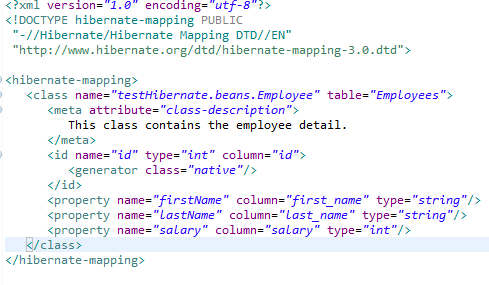 <?xml version="1.0" encoding="utf-8"?>
<!DOCTYPE hibernate-mapping PUBLIC
"-//Hibernate/Hibernate Mapping DTD//EN"
"http://www.hibernate.org/dtd/hibernate-mapping-3.0.dtd">
<hibernate-mapping>
<class name="testHibernate.beans.Employee" table="Employees">
<meta attribute="class-description">
This class contains the employee detail.
</meta>
<id name="id" type="int" column="id">
<generator class="native"/>
</id>
<property name="firstName" column="first_name" type="string"/>
<property name="lastName" column="last_name" type="string"/>
<property name="salary" column="salary" type="int"/>
</class>
</hibernate-mapping>